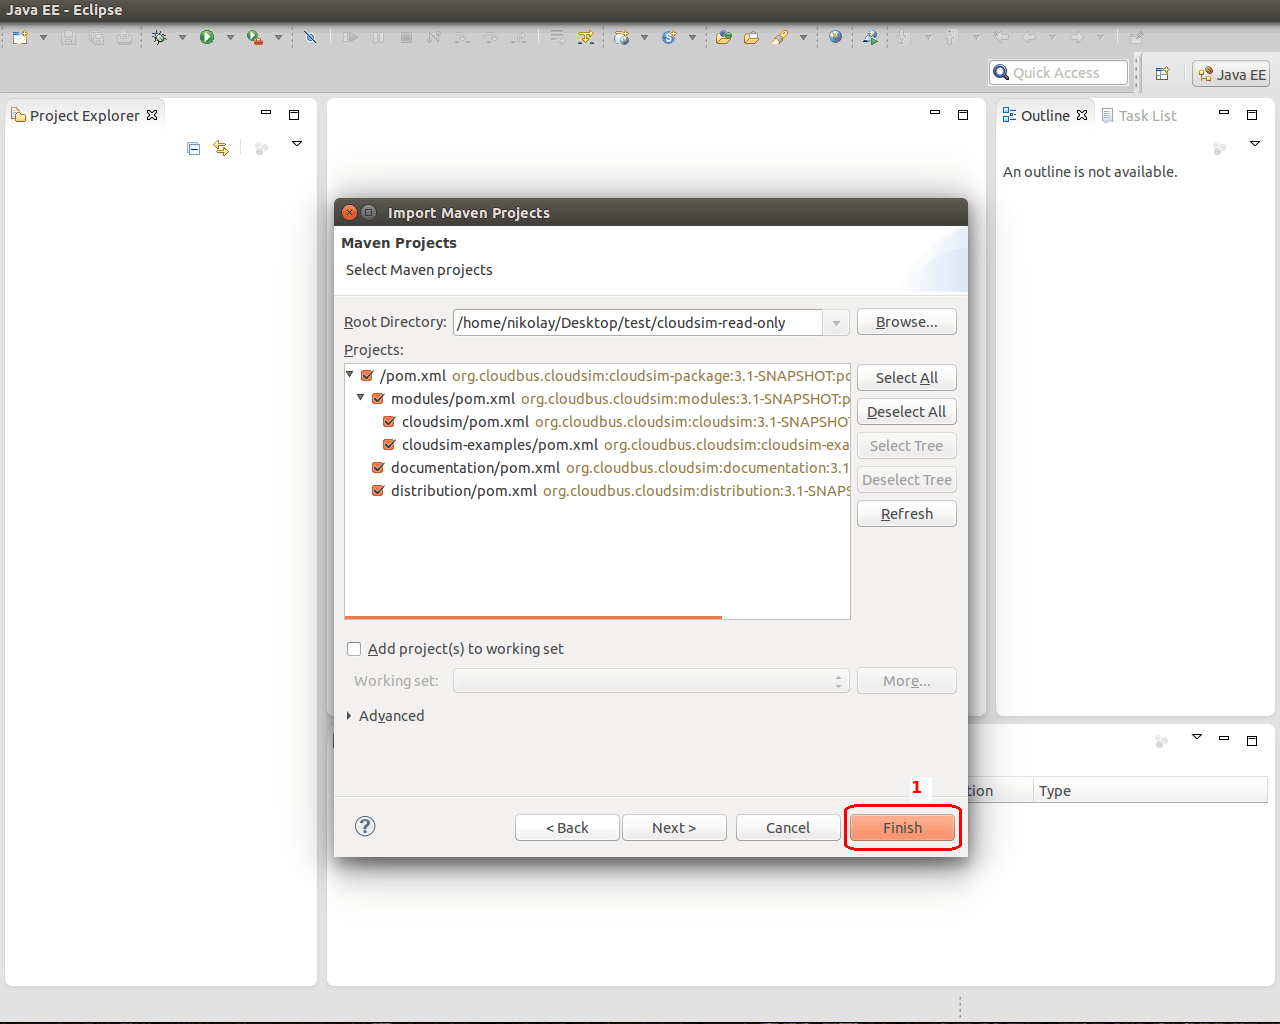 Java EE - Eclipse
Quick Access
Java EE
Project Explorer
Outline
Task List
An outline is not available.
Import Maven Projects
Maven Projects
Select Maven projects
Root Directory:
/home/nikolay/Desktop/test/cloudsim-read-only
Browse...
Projects:
/pom.xml org.cloudbus.cloudsim:cloudsim-package:3.1-SNAPSHOT:po
Select All
modules/pom.xml org.cloudbus.cloudsim:modules:3.1-SNAPSHOT:p
cloudsim/pom.xml org.cloudbus.cloudsim:cloudsim:3.1-SNAPSHO
Deselect All
cloudsim-examples/pom.xml org.cloudbus.cloudsim:cloudsim-exa
Select Tree
documentation/pom.xml org.cloudbus.cloudsim:documentation:3.1
Deselect Tree
distribution/pom.xml org.cloudbus.cloudsim:distribution:3.1-SNAPS
Refresh
Add project(s) to working set
Working set:
More...
Advanced
1
tion
Type
?
< Back
Next >
Cancel
Finish